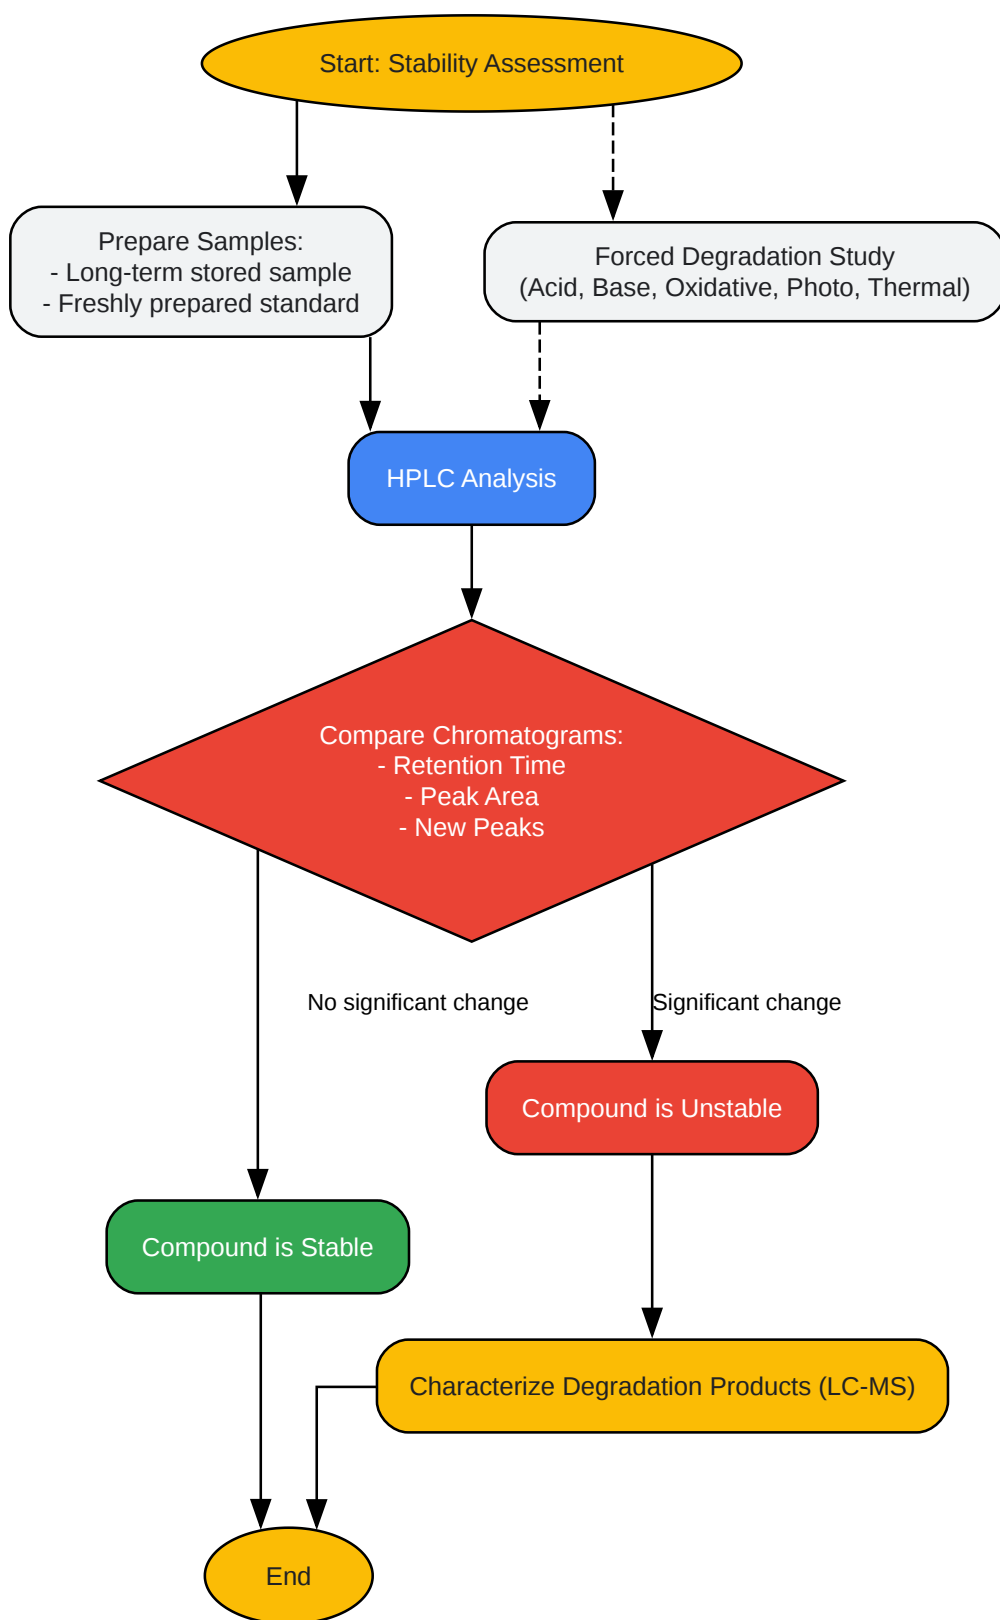 Start: Stability Assessment
Prepare Samples:
- Long-term stored sample
- Freshly prepared standard
Forced Degradation Study
(Acid, Base, Oxidative, Photo, Thermal)
HPLC Analysis
Compare Chromatograms:
- Retention Time
- Peak Area
- New Peaks
No significant change
Significant change
Compound is Unstable
Compound is Stable
Characterize Degradation Products (LC-MS)
End